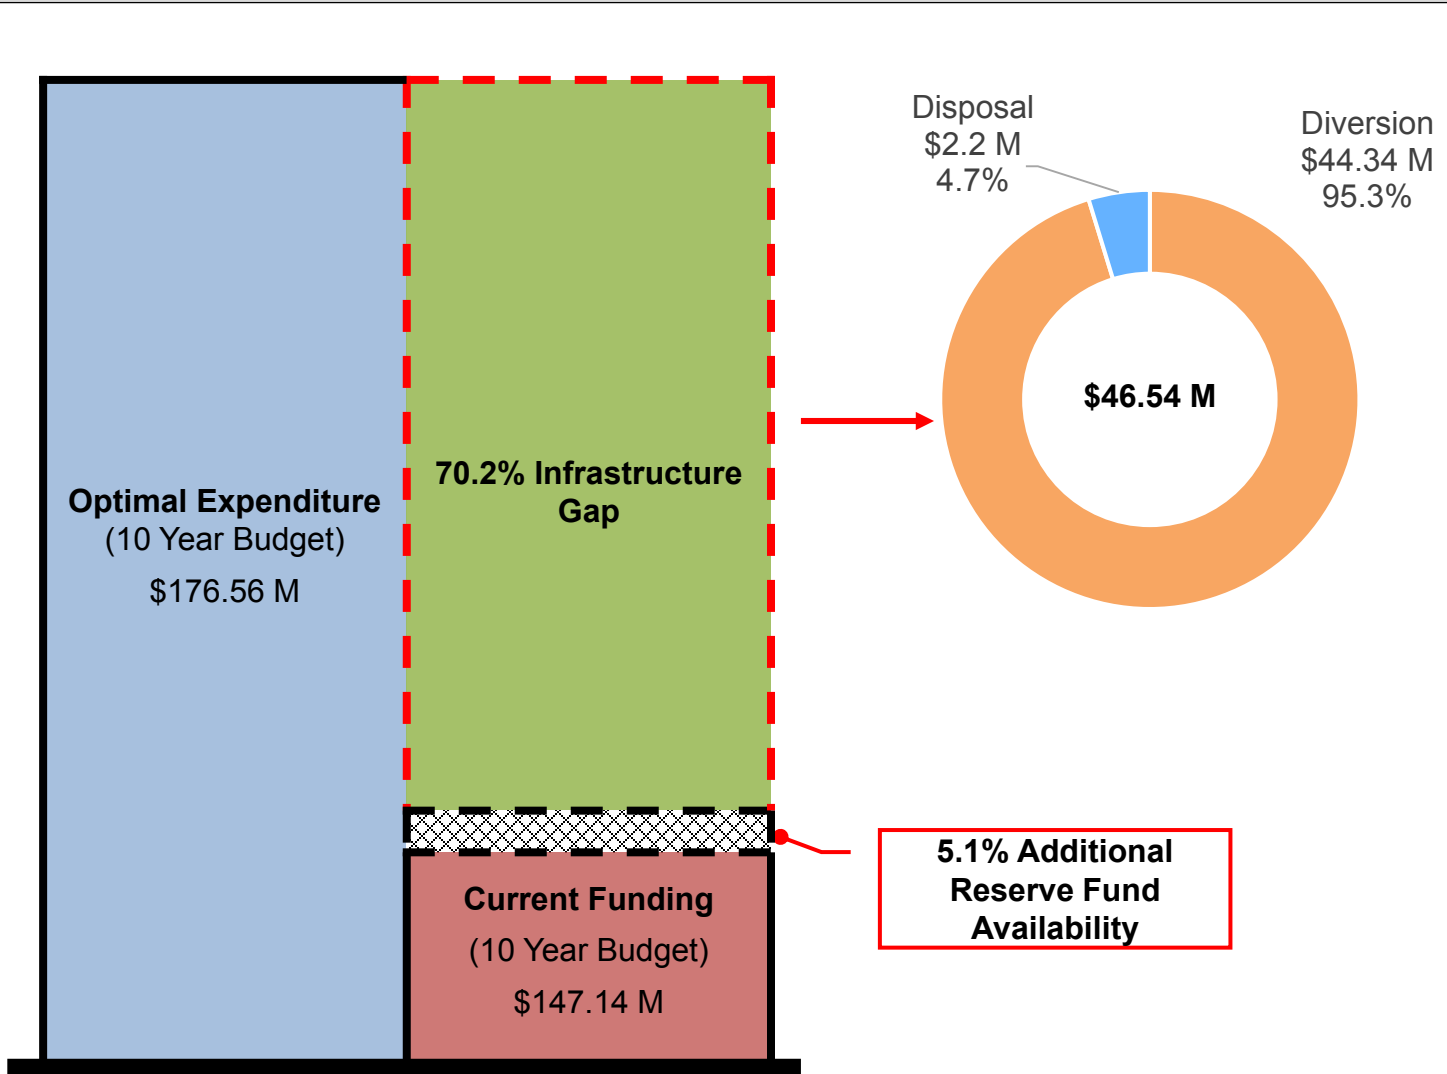 Optimal Expenditure
(10 Year Budget)
$176.56 M
70.2% Infrastructure
Gap
Current Funding
(10 Year Budget)
$147.14 M
Disposal
$2.2 M
4.7%
Diversion
$44.34 M
95.3%
$46.54 M
5.1% Additional
Reserve Fund
Availability